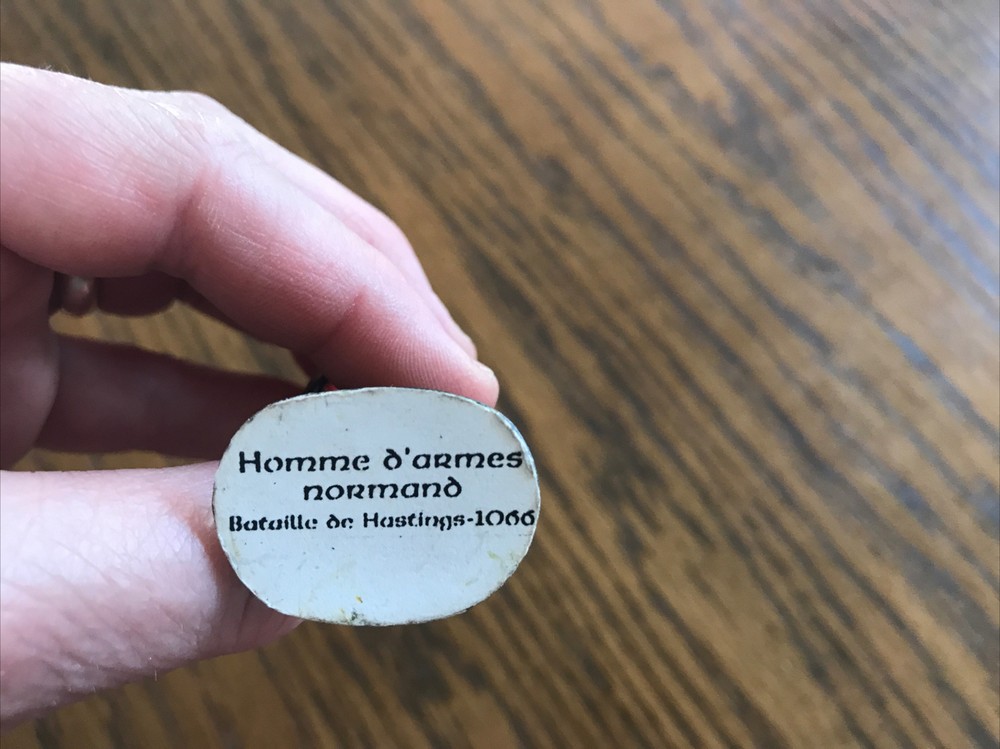 Homme d'armes
normand
Bataille de Hastings-1066